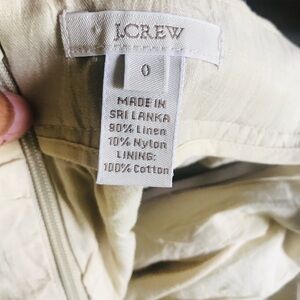 J.CREW
0
MADE IN
SRI LANKA
90% Linen
10% Nylon
LINING:
100% Cotton